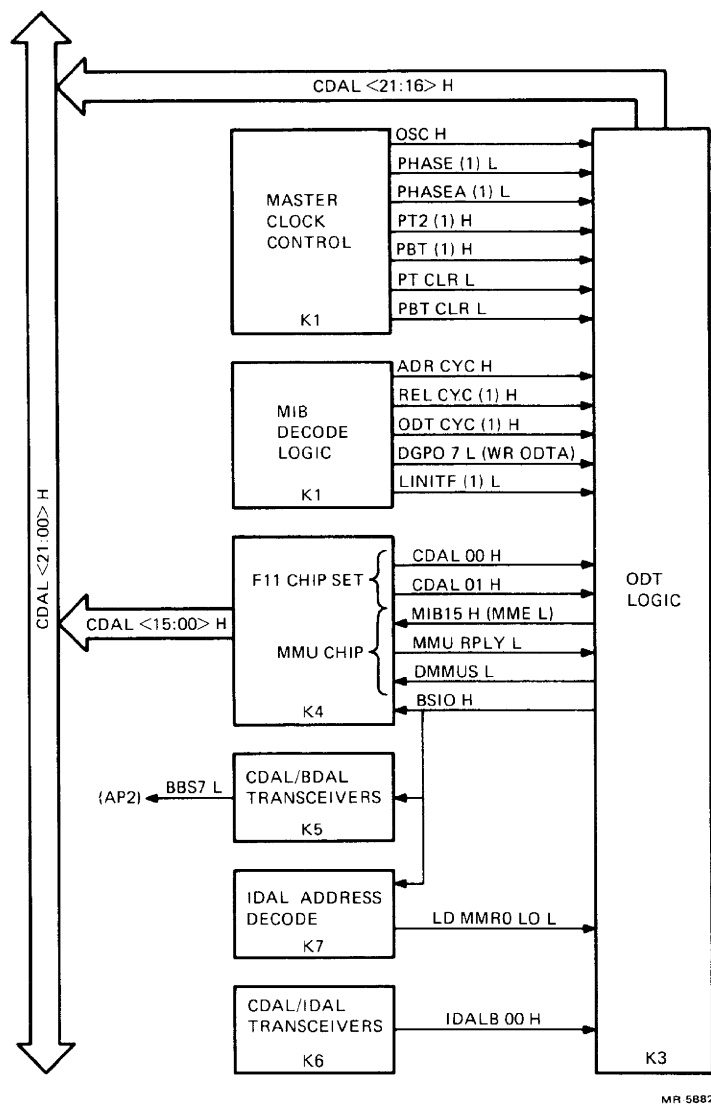 CDAL <21:16> H
CDAL <21:00> H
MASTER
CLOCK
CONTROL
K1
OSC H
PHASE (1) L
PHASEA (1) L
PT2 (1) H
PBT (1) H
PT CLR L
PBT CLR L
MIB
DECODE
LOGIC
K1
ADR CYC H
REL CYC (1) H
ODT CYC (1) H
DGPO 7 L (WR ODTA)
LINITF (1) L
ODT
LOGIC
F11 CHIP SET
MMU CHIP
K4
CDAL <15:00> H
CDAL 00 H
CDAL 01 H
MIB15 H (MME L)
MMU RPLY L
DMMUS L
BSIO H
CDAL/BDAL
TRANSCEIVERS
K5
(AP2)
BBS7 L
IDAL ADDRESS
DECODE
K7
LD MMR0 LO L
CDAL/IDAL
TRANSCEIVERS
K6
IDALB 00 H
K3
MR-5882